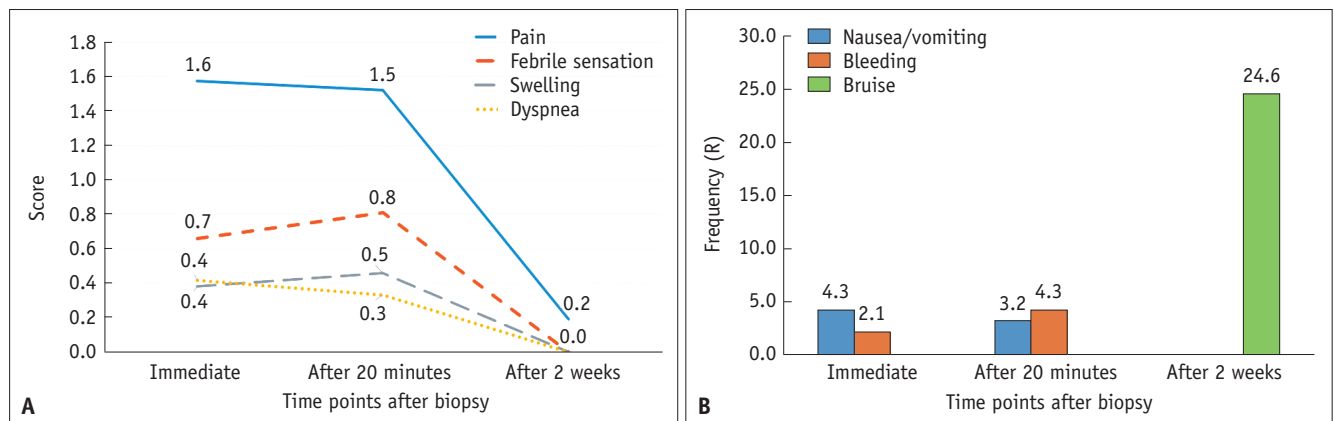 1.8
1.6
1.4
1.2
1.0
0.8
0.6
0.4
0.2
0.0
Score
Pain
Febrile sensation
Swelling
Dyspnea
1.6
1.5
0.7
0.8
0.4
0.5
0.4
0.3
0.2
0.0
Immediate
After 20 minutes
After 2 weeks
Time points after biopsy
A
30.0
25.0
20.0
15.0
10.0
5.0
0.0
Frequency (R)
Nausea/vomiting
Bleeding
Bruise
4.3
2.1
3.2
4.3
24.6
Immediate
After 20 minutes
After 2 weeks
Time points after biopsy
B